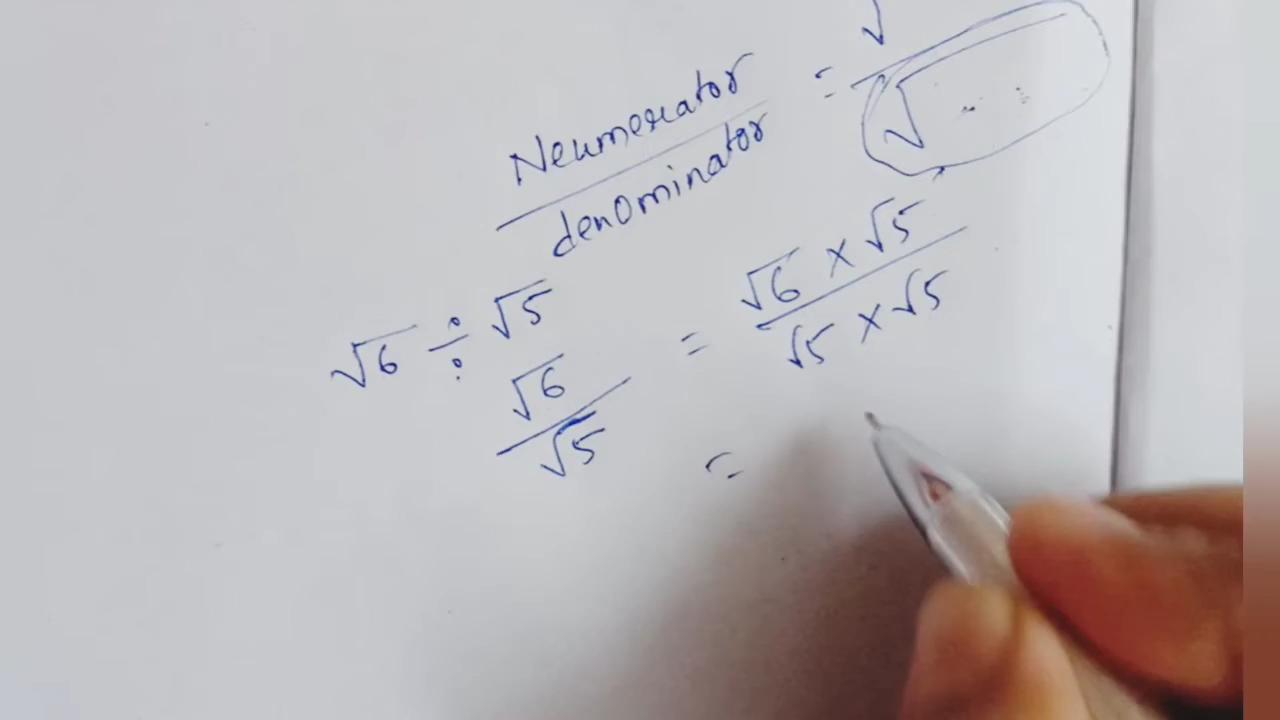 Neumerator = √
denominator √ - ..
√6 ÷ √5
√6 = √6 × √5
√5 √5 × √5
=